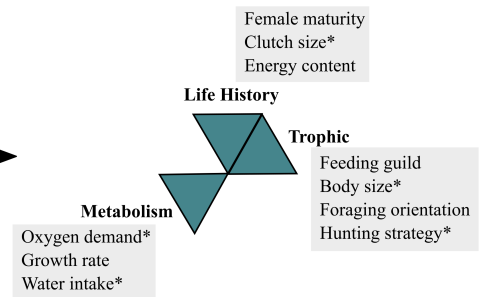 Female maturity
Clutch size*
Energy content
Life History
Trophic
Feeding guild
Body size*
Foraging orientation
Hunting strategy*
Metabolism
Oxygen demand*
Growth rate
Water intake*